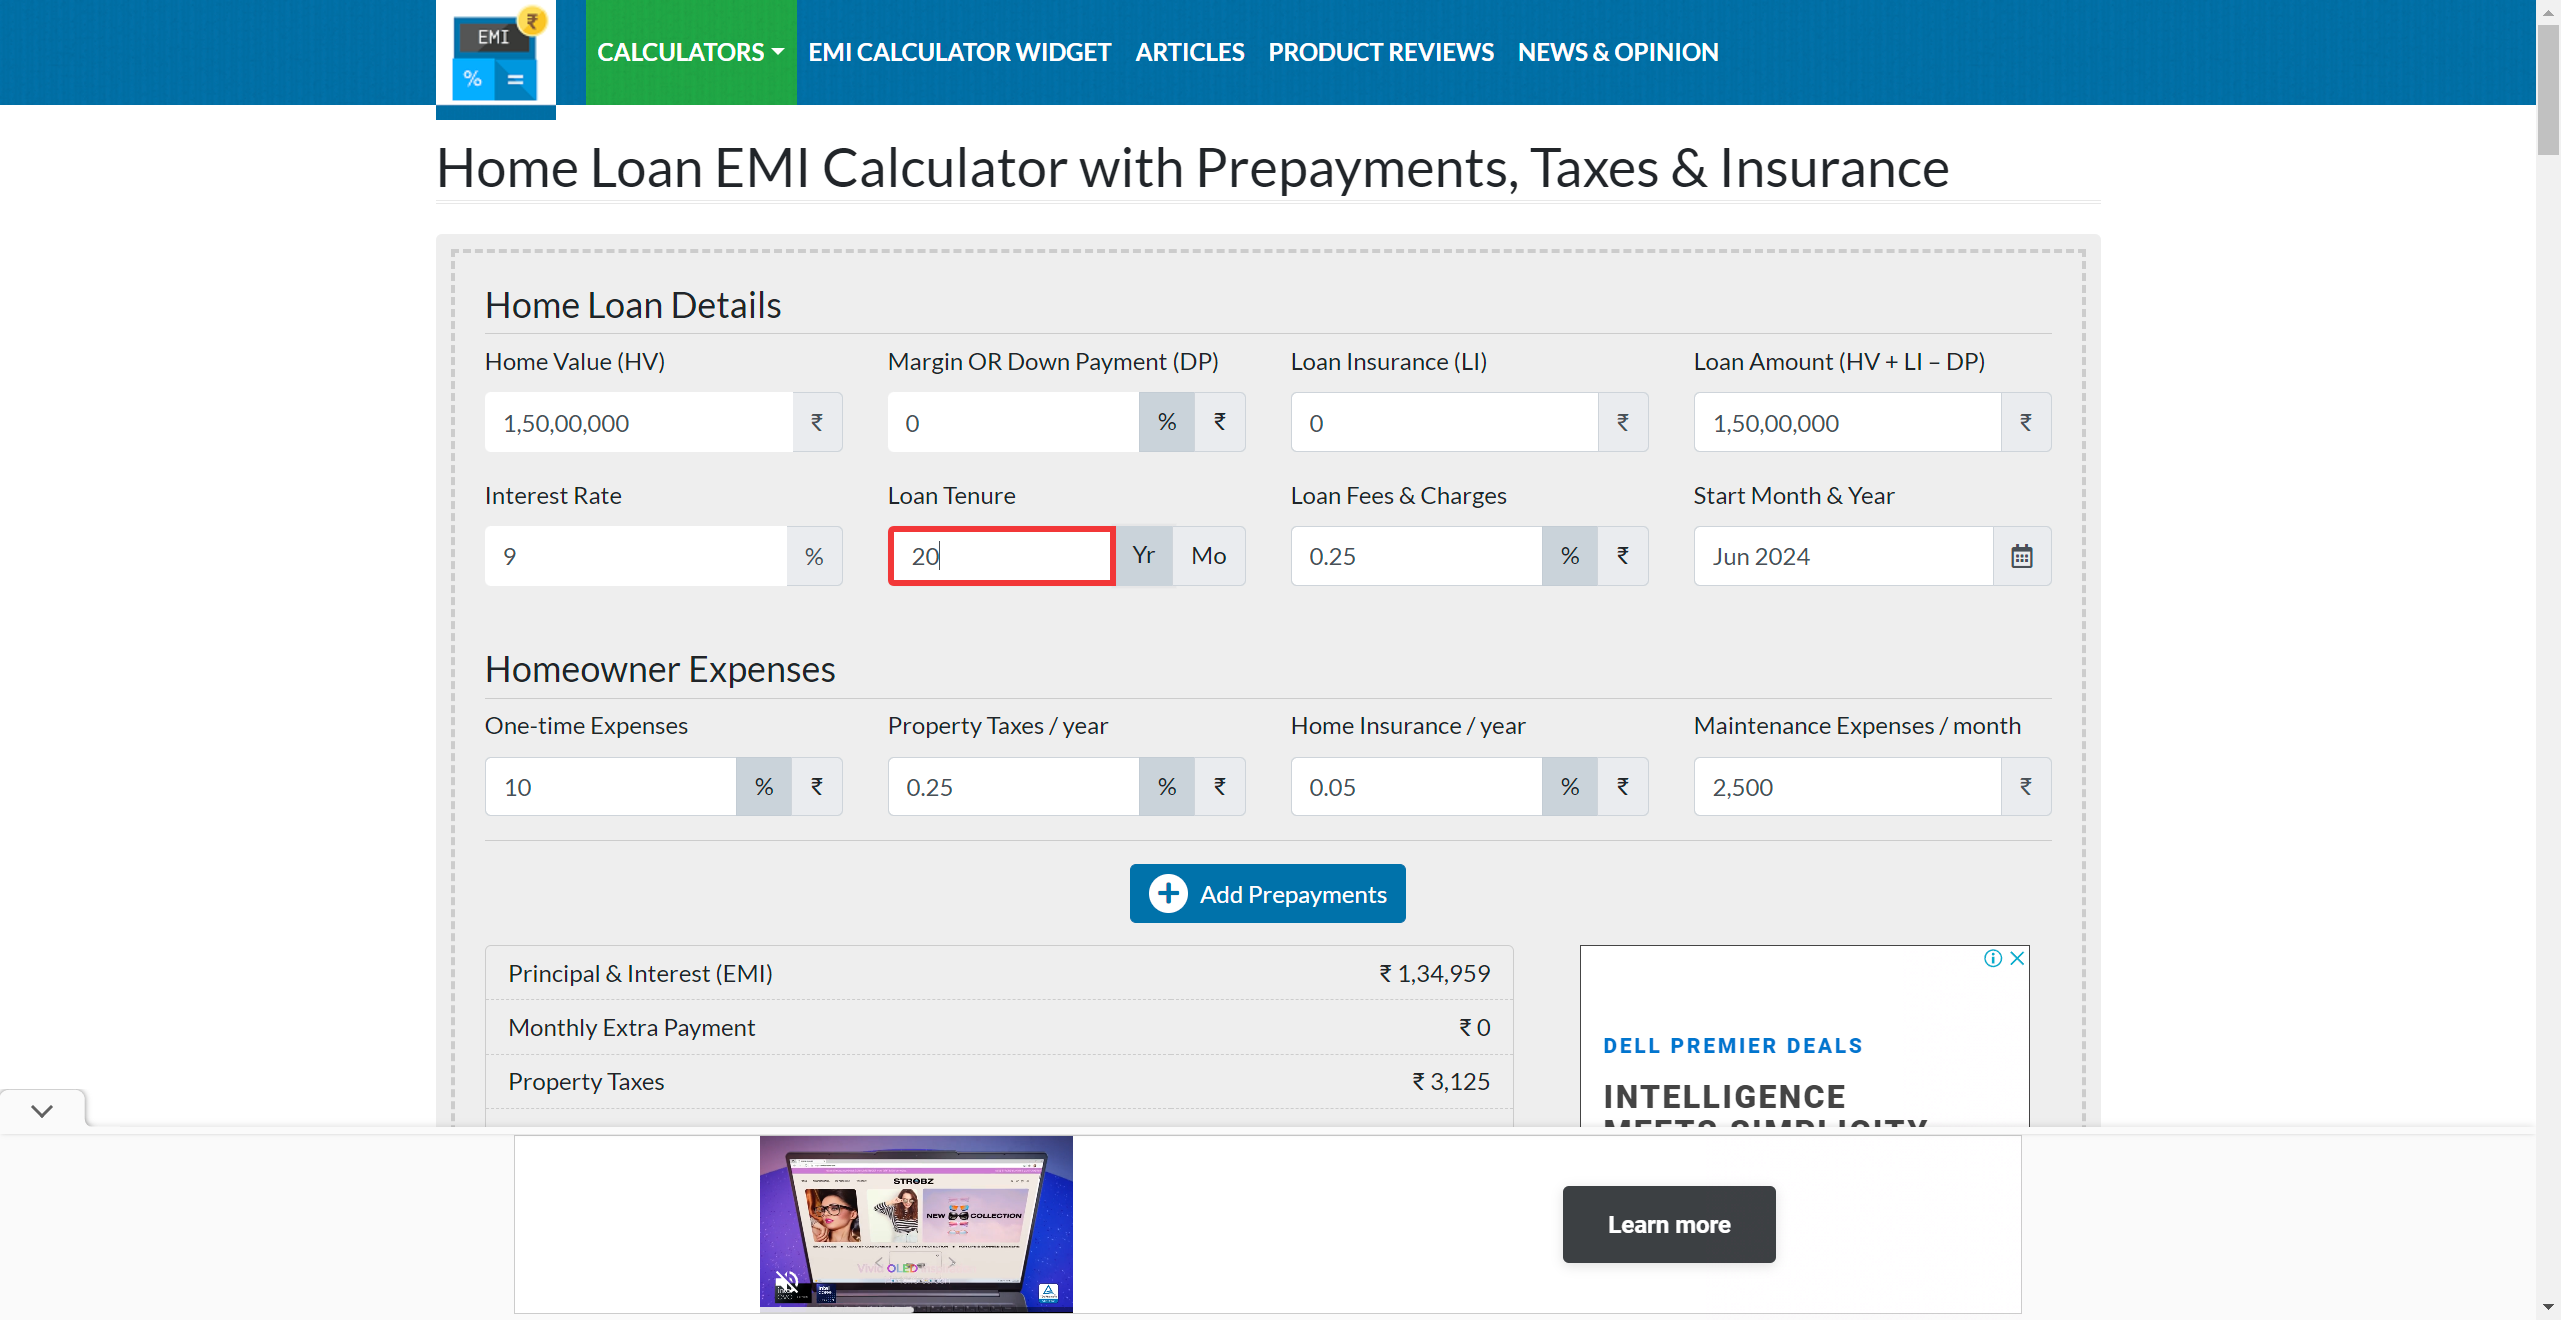 EMI
₹
%
=
CALCULATORS
EMI CALCULATOR WIDGET
ARTICLES
PRODUCT REVIEWS
NEWS & OPINION
Home Loan EMI Calculator with Prepayments, Taxes & Insurance
Home Loan Details
Home Value (HV)
Margin OR Down Payment (DP)
Loan Insurance (LI)
Loan Amount (HV + LI – DP)
1,50,00,000 ₹
0 % ₹
0 ₹
1,50,00,000 ₹
Interest Rate
Loan Tenure
Loan Fees & Charges
Start Month & Year
9 %
20 Yr Mo
0.25 % ₹
Jun 2024
Homeowner Expenses
One-time Expenses
Property Taxes / year
Home Insurance / year
Maintenance Expenses / month
10 % ₹
0.25 % ₹
0.05 % ₹
2,500 ₹
Add Prepayments
Principal & Interest (EMI) ₹ 1,34,959
Monthly Extra Payment ₹ 0
Property Taxes ₹ 3,125
DELL PREMIER DEALS
INTELLIGENCE
MEETS SIMPLICITY
STROBZ
NEW COLLECTION
OLED
Learn more